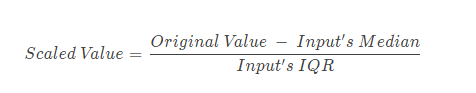 Scaled Value = Original Value − Input's Median / Input's IQR